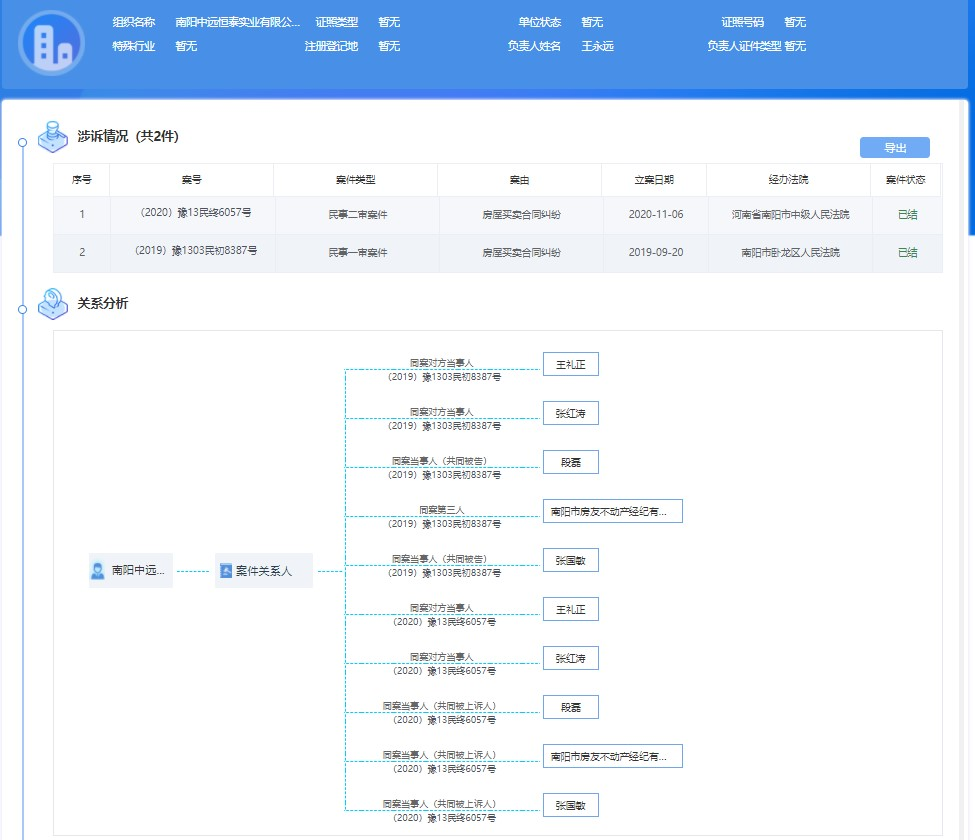 组织名称 南阳中远恒泰实业有限公... 证照类型 暂无 单位状态 暂无 证照号码 暂无
特殊行业 暂无 注册登记地 暂无 负责人姓名 王永远 负责人证件类型 暂无
涉诉情况（共2件）
导出
序号 案号 案件类型 案由 立案日期 经办法院 案件状态
1 （2020）豫13民终6057号 民事二审案件 房屋买卖合同纠纷 2020-11-06 河南省南阳市中级人民法院 已结
2 （2019）豫1303民初8387号 民事一审案件 房屋买卖合同纠纷 2019-09-20 南阳市卧龙区人民法院 已结
关系分析
南阳中远...
案件关系人
同案对方当事人
（2019）豫1303民初8387号
王礼正
同案对方当事人
（2019）豫1303民初8387号
张红涛
同案当事人（共同被告）
（2019）豫1303民初8387号
段磊
同案第三人
（2019）豫1303民初8387号
南阳市房友不动产经纪有...
同案当事人（共同被告）
（2019）豫1303民初8387号
张国敏
同案对方当事人
（2020）豫13民终6057号
王礼正
同案对方当事人
（2020）豫13民终6057号
张红涛
同案当事人（共同被上诉人）
（2020）豫13民终6057号
段磊
同案当事人（共同被上诉人）
（2020）豫13民终6057号
南阳市房友不动产经纪有...
同案当事人（共同被上诉人）
（2020）豫13民终6057号
张国敏